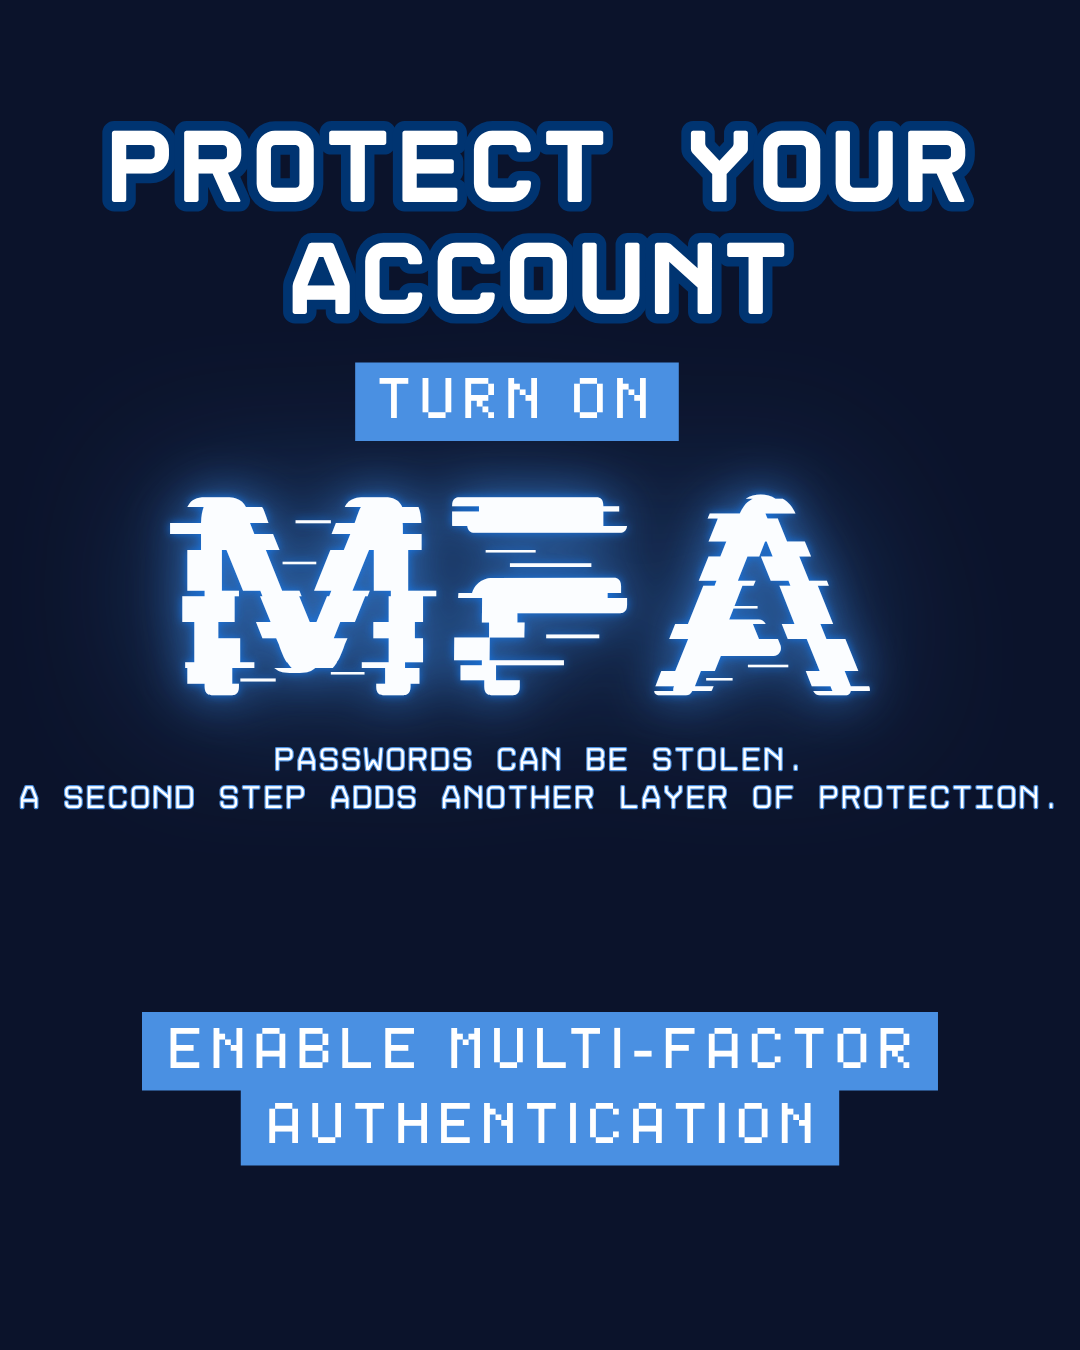 PROTECT YOUR
ACCOUNT
TURN ON
MFA
PASSWORDS CAN BE STOLEN.
A SECOND STEP ADDS ANOTHER LAYER OF PROTECTION.
ENABLE MULTI-FACTOR
AUTHENTICATION